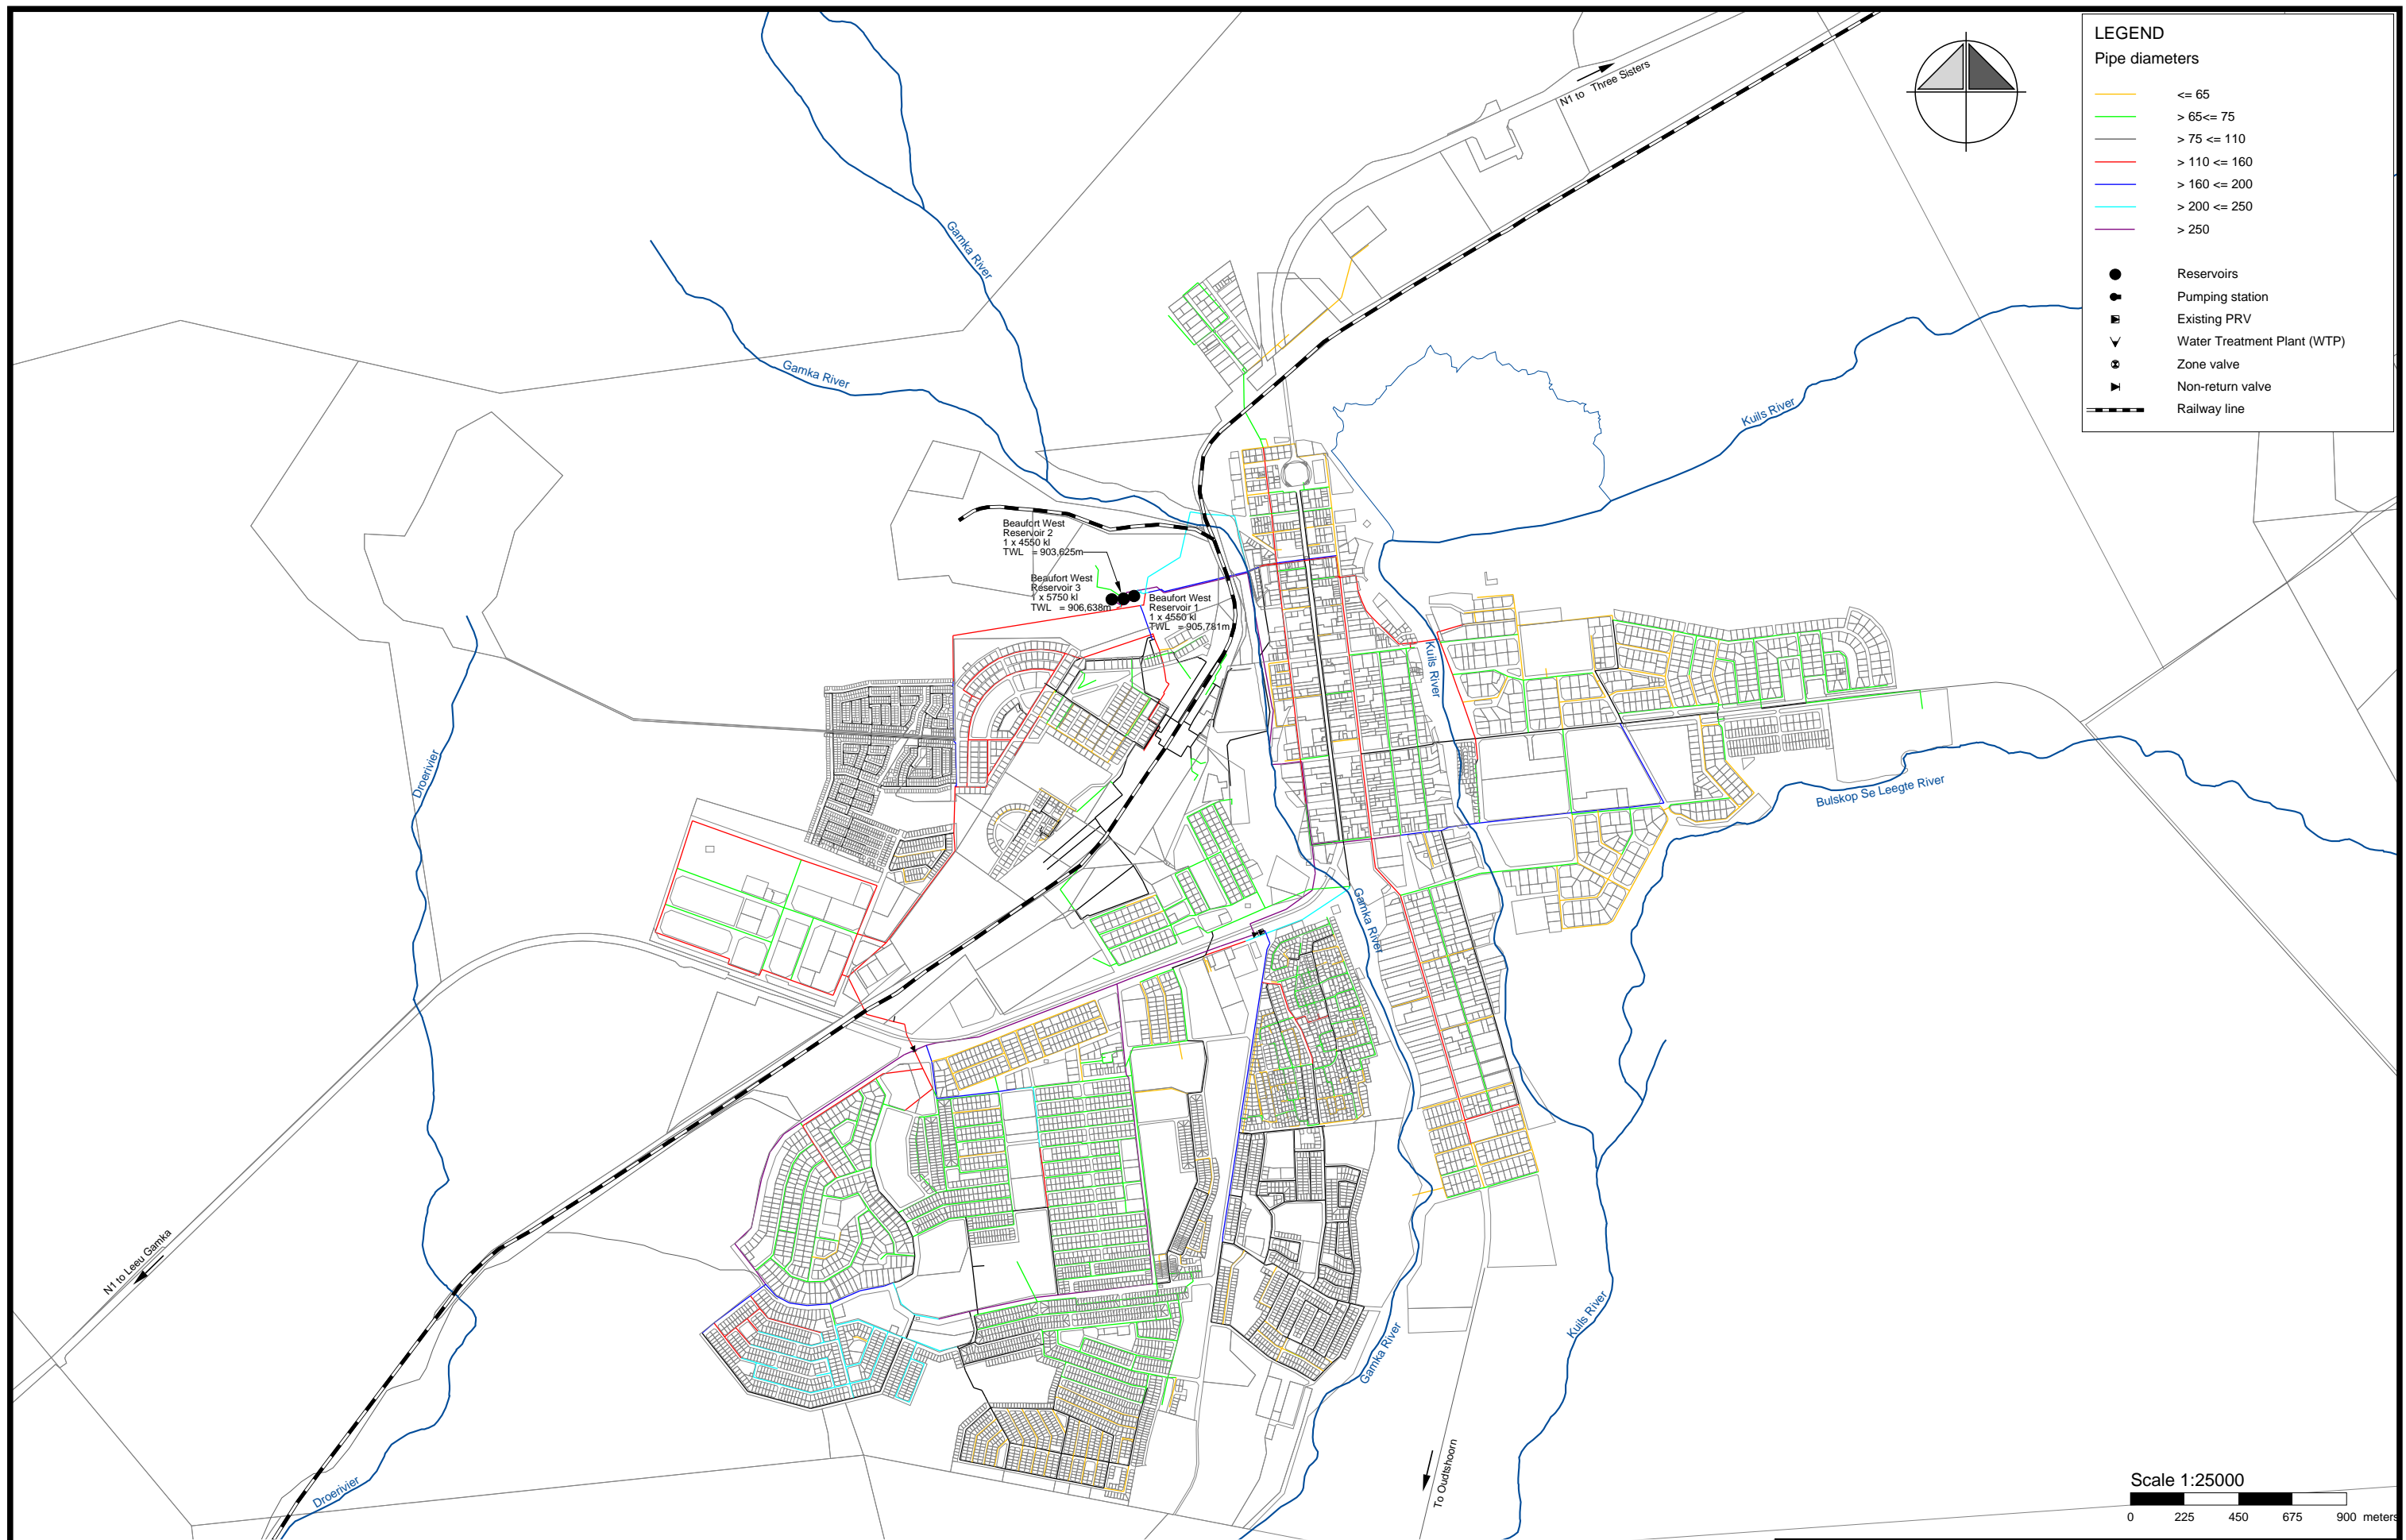 LEGEND
Pipe diameters
<= 65
> 65<= 75
> 75 <= 110
> 110 <= 160
> 160 <= 200
> 200 <= 250
> 250
Reservoirs
Pumping station
Existing PRV
Water Treatment Plant (WTP)
Zone valve
Non-return valve
Railway line
N1 to Three Sisters
Gamka River
Gamka River
Kuils River
Beaufort West
Reservoir 2
1 x 4550 kl
TWL = 903,625m
Beaufort West
Reservoir 3
1 x 5750 kl
TWL = 906,638m
Beaufort West
Reservoir 1
1 x 4550 kl
TWL = 905,781m
Kuils River
Droerivier
Bulskop Se Leegte River
Gamka River
N1 to Leeu Gamka
Kuils River
Gamka River
To Oudtshoorn
Droerivier
Scale 1:25000
0 225 450 675 900 meters